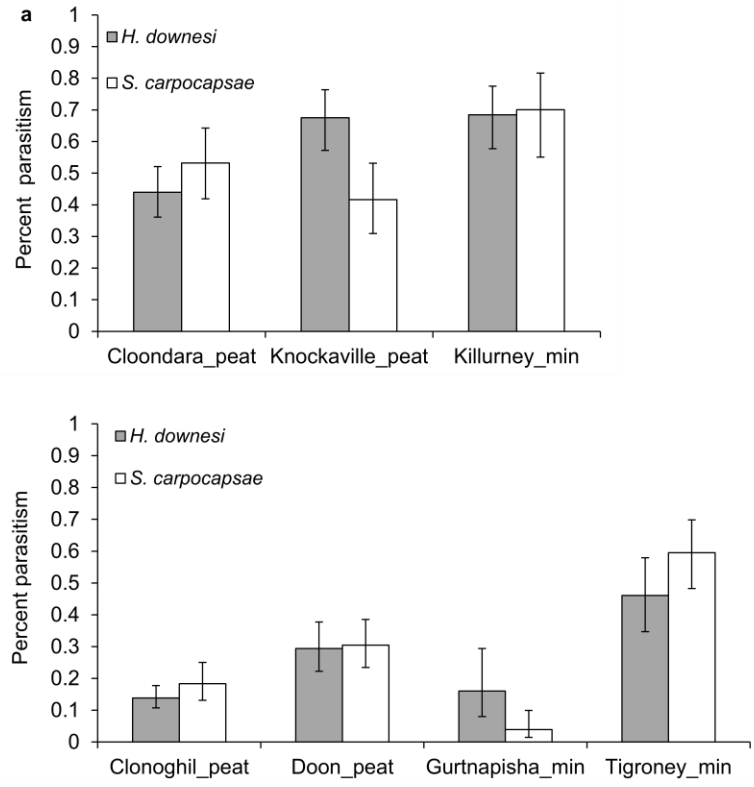 a
H. downesi
S. carpocapsae
Percent parasitism
1
0.9
0.8
0.7
0.6
0.5
0.4
0.3
0.2
0.1
0
Cloondara_peat Knockaville_peat Killurney_min
H. downesi
S. carpocapsae
Percent parasitism
1
0.9
0.8
0.7
0.6
0.5
0.4
0.3
0.2
0.1
0
Clonoghil_peat Doon_peat Gurtnapisha_min Tigroney_min